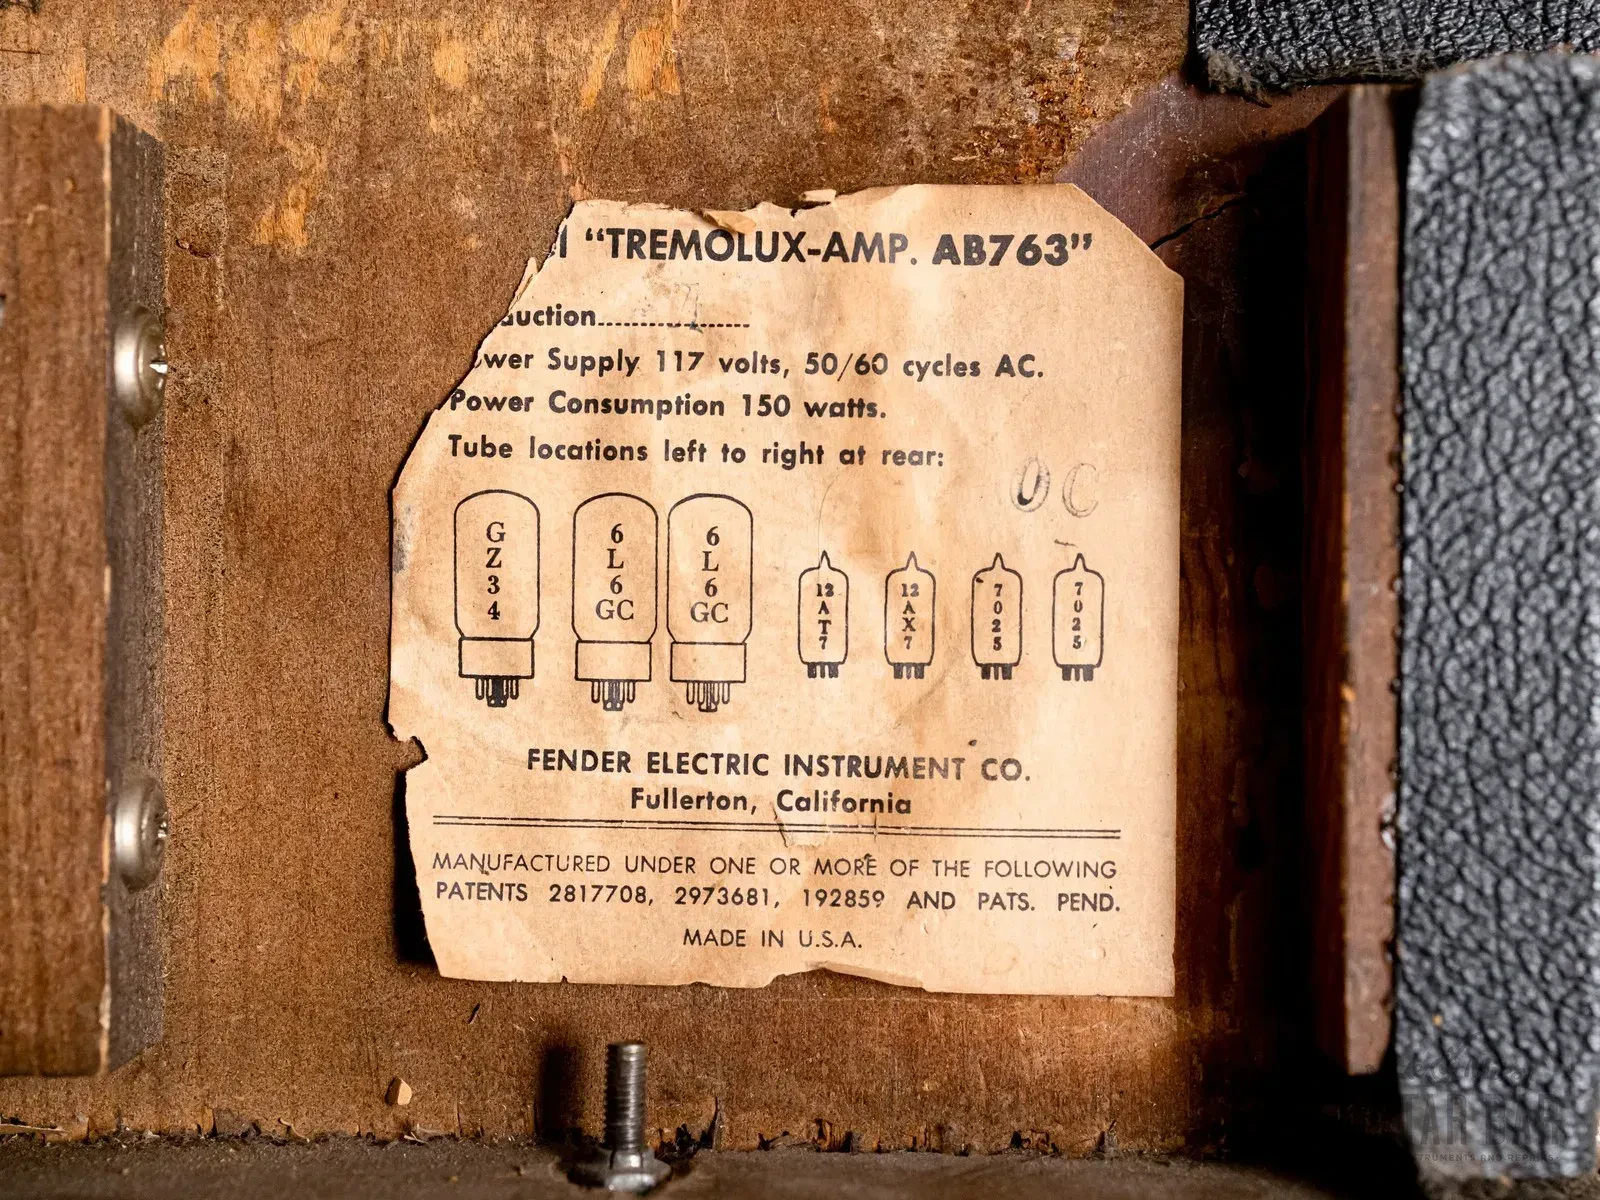 "TREMOLUX-AMP. AB763"
uction..................
wer Supply 117 volts, 50/60 cycles AC.
Power Consumption 150 watts.
Tube locations left to right at rear:
OC
GZ34
6L6GC
6L6GC
12AT7
12AX7
7025
7025
FENDER ELECTRIC INSTRUMENT CO.
Fullerton, California
MANUFACTURED UNDER ONE OR MORE OF THE FOLLOWING
PATENTS 2817708, 2973681, 192859 AND PATS. PEND.
MADE IN U.S.A.